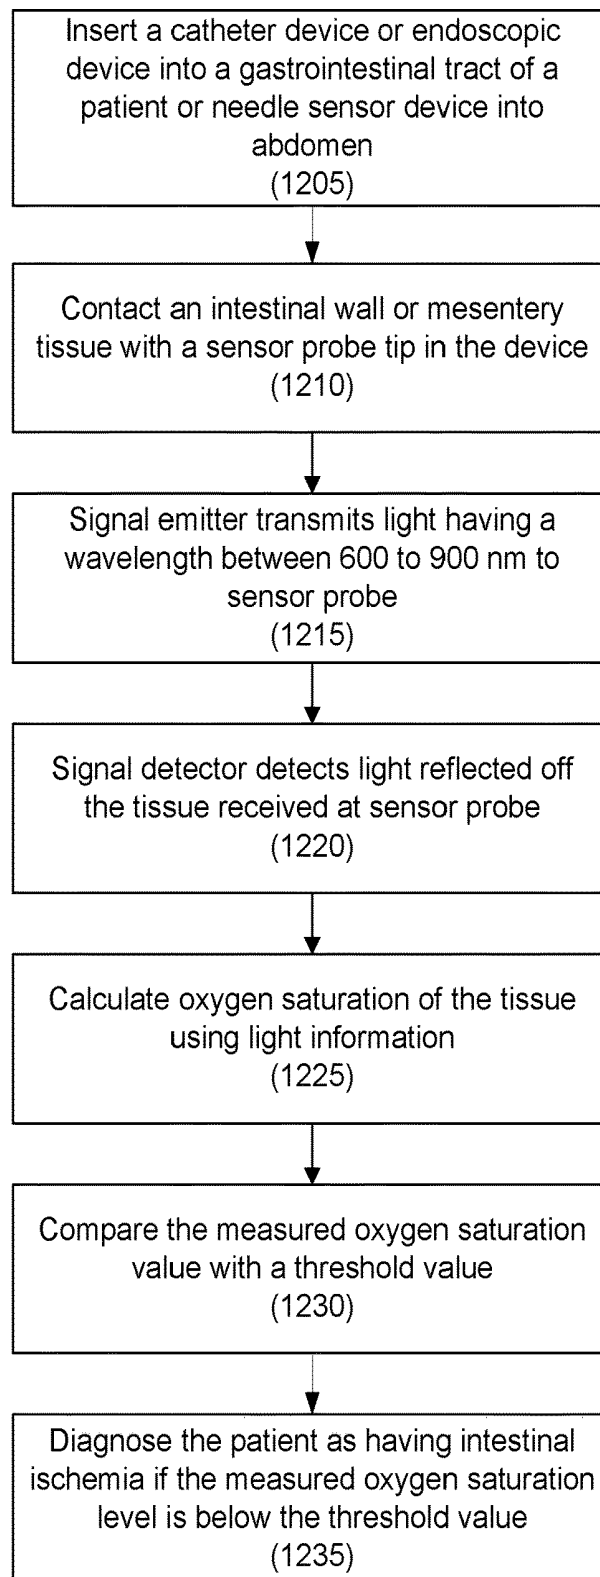 Insert a catheter device or endoscopic
device into a gastrointestinal tract of a
patient or needle sensor device into
abdomen
(1205)
Contact an intestinal wall or mesentery
tissue with a sensor probe tip in the device
(1210)
Signal emitter transmits light having a
wavelength between 600 to 900 nm to
sensor probe
(1215)
Signal detector detects light reflected off
the tissue received at sensor probe
(1220)
Calculate oxygen saturation of the tissue
using light information
(1225)
Compare the measured oxygen saturation
value with a threshold value
(1230)
Diagnose the patient as having intestinal
ischemia if the measured oxygen saturation
level is below the threshold value
(1235)